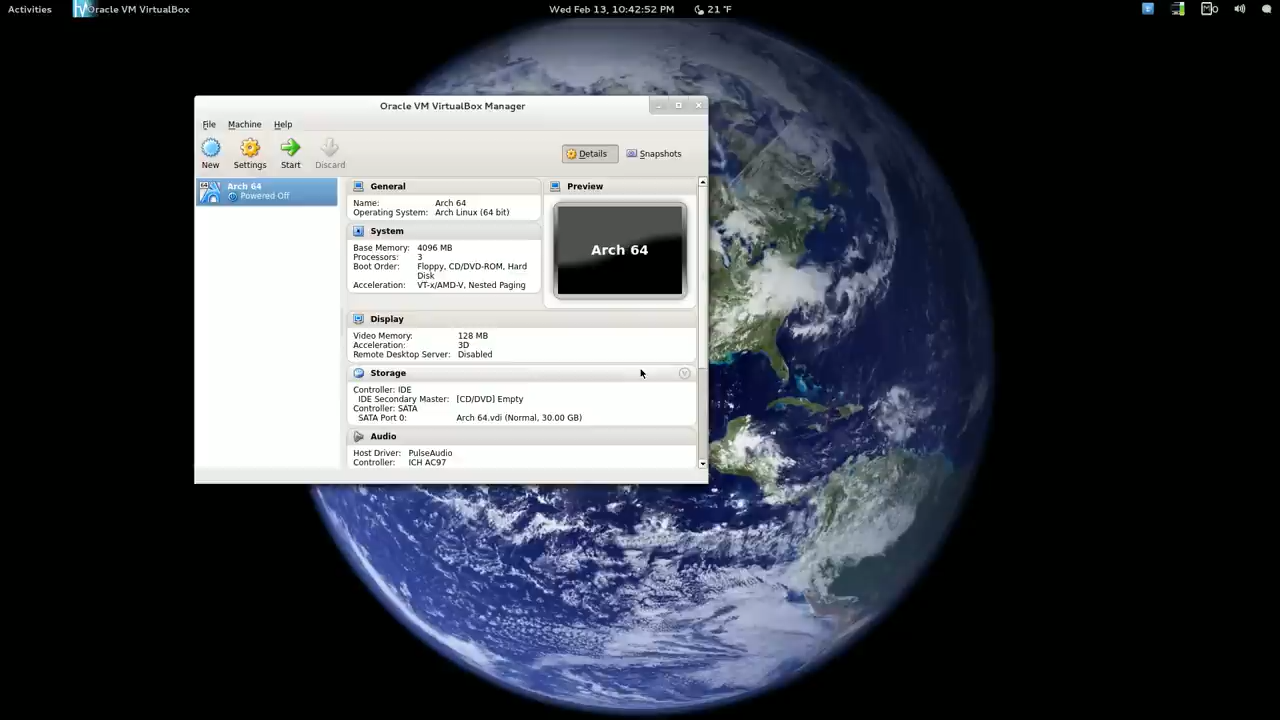 Activities
Oracle VM VirtualBox
Wed Feb 13, 10:42:52 PM
21 °F
Oracle VM VirtualBox Manager
File Machine Help
New Settings Start Discard
Details Snapshots
64
Arch 64
Powered Off
General
Name: Arch 64
Operating System: Arch Linux (64 bit)
System
Base Memory: 4096 MB
Processors: 3
Boot Order: Floppy, CD/DVD-ROM, Hard
Disk
Acceleration: VT-x/AMD-V, Nested Paging
Preview
Arch 64
Display
Video Memory: 128 MB
Acceleration: 3D
Remote Desktop Server: Disabled
Storage
Controller: IDE
IDE Secondary Master: [CD/DVD] Empty
Controller: SATA
SATA Port 0: Arch 64.vdi (Normal, 30.00 GB)
Audio
Host Driver: PulseAudio
Controller: ICH AC97